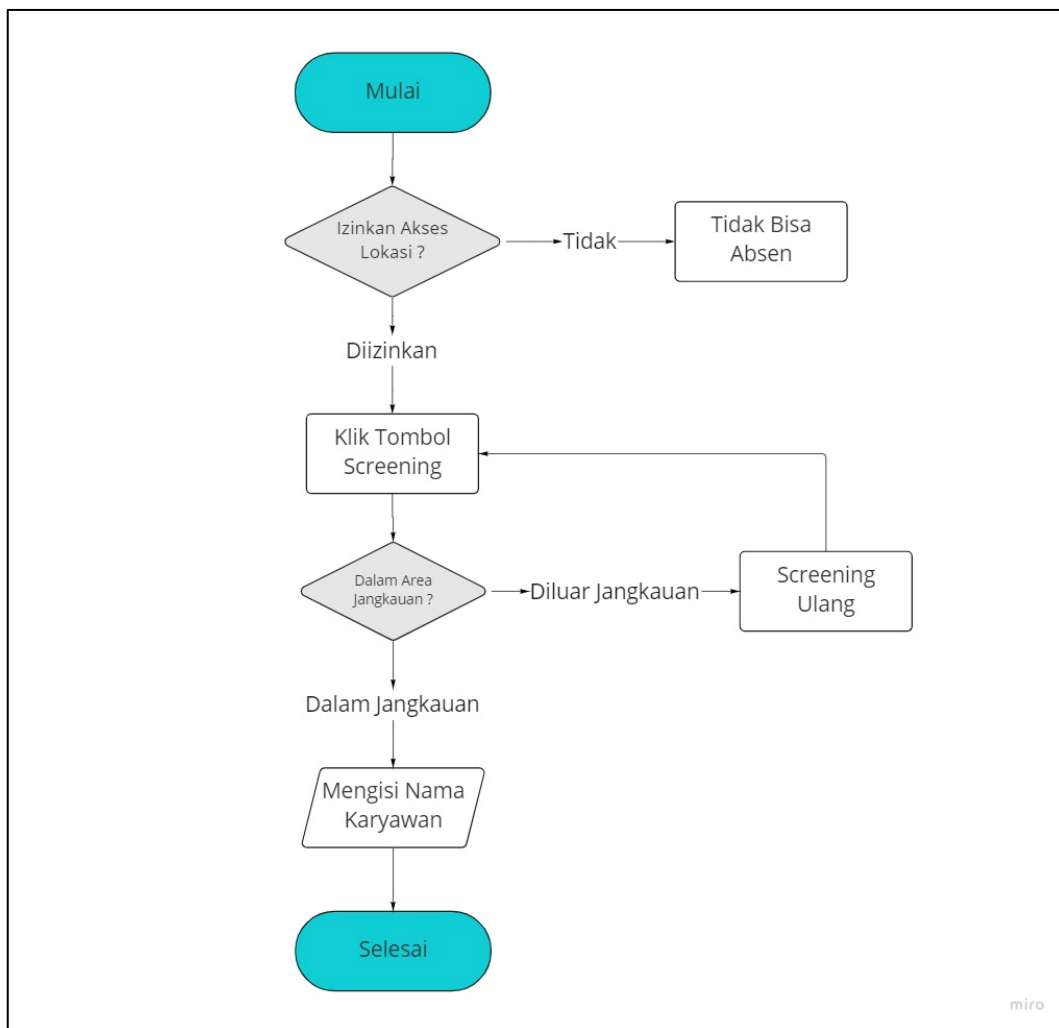 Mulai
Izinkan Akses
Lokasi ?
Tidak
Tidak Bisa
Absen
Diizinkan
Klik Tombol
Screening
Dalam Area
Jangkauan ?
Diluar Jangkauan
Screening
Ulang
Dalam Jangkauan
Mengisi Nama
Karyawan
Selesai
miro